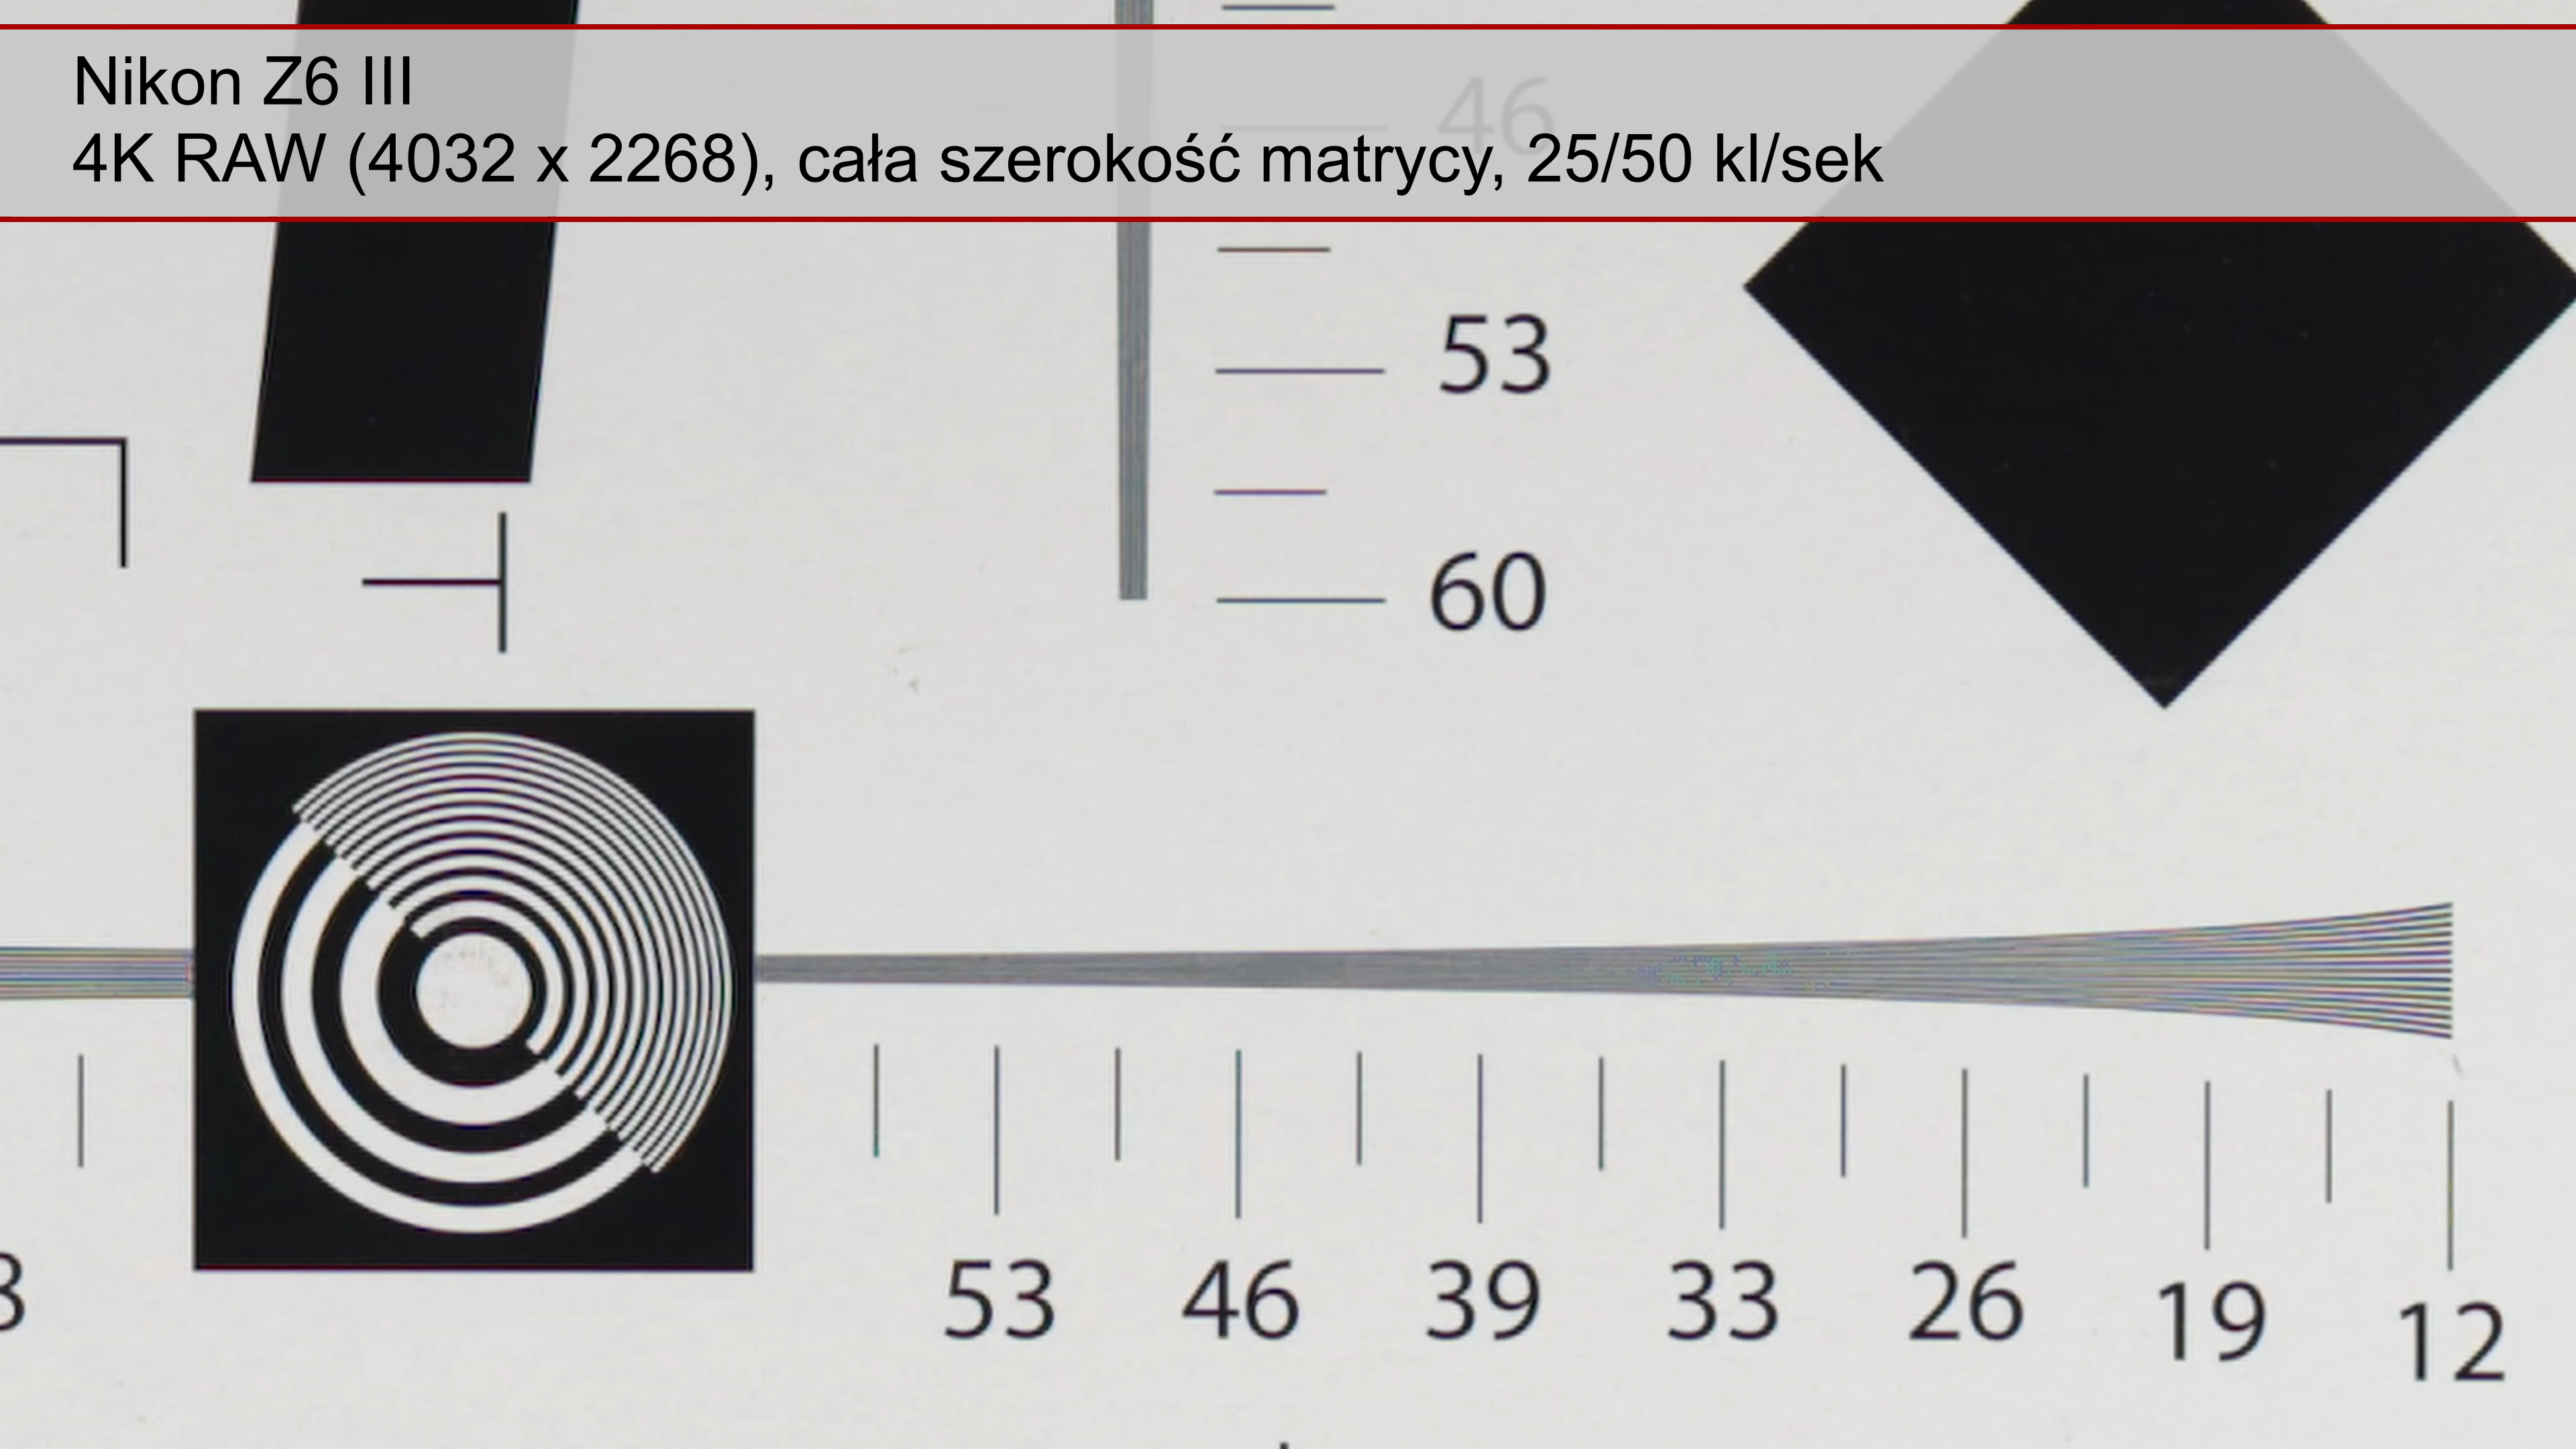 Nikon Z6 III
46
4K RAW (4032 x 2268), cała szerokość matrycy, 25/50 kl/sek
53
60
53 46 39 33 26 19 12